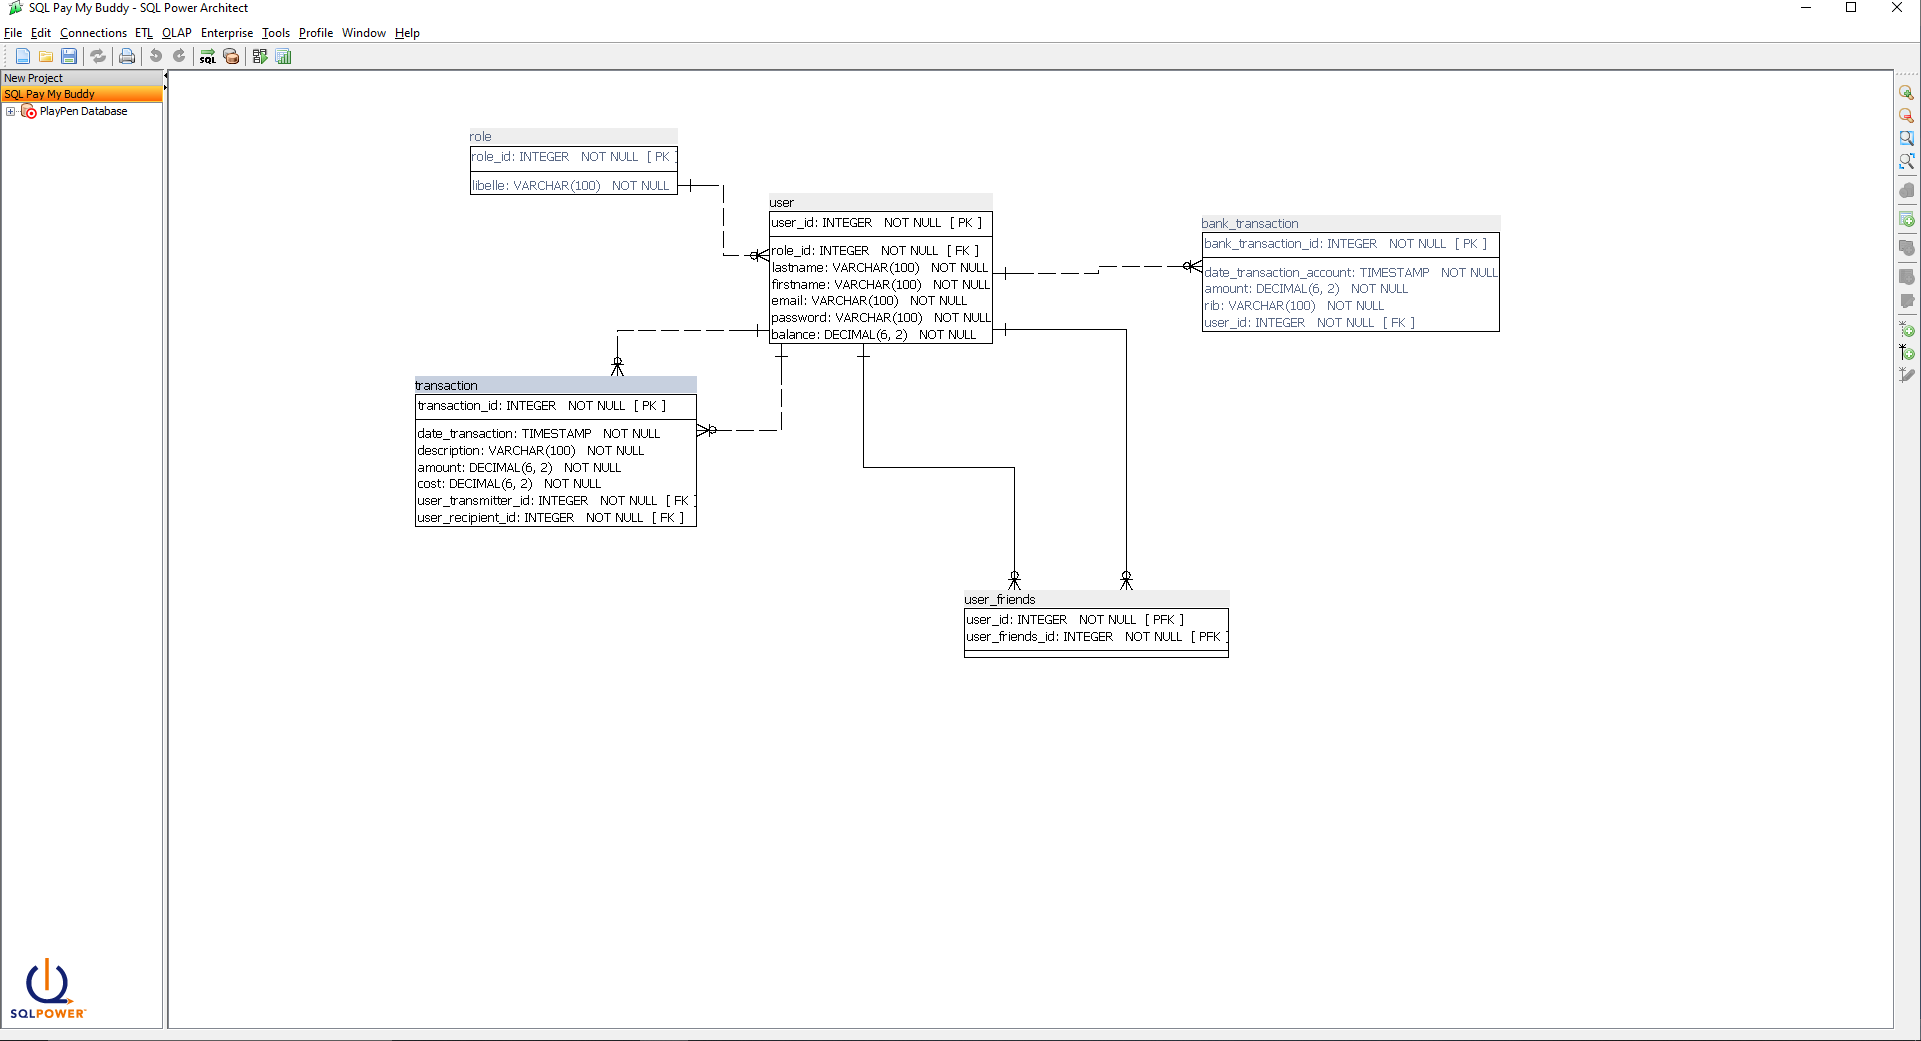 SQL Pay My Buddy - SQL Power Architect
File Edit Connections ETL OLAP Enterprise Tools Profile Window Help
SQL
New Project
SQL Pay My Buddy
PlayPen Database
role
role_id: INTEGER NOT NULL [ PK ]
libelle: VARCHAR(100) NOT NULL
user
user_id: INTEGER NOT NULL [ PK ]
role_id: INTEGER NOT NULL [ FK ]
lastname: VARCHAR(100) NOT NULL
firstname: VARCHAR(100) NOT NULL
email: VARCHAR(100) NOT NULL
password: VARCHAR(100) NOT NULL
balance: DECIMAL(6, 2) NOT NULL
bank_transaction
bank_transaction_id: INTEGER NOT NULL [ PK ]
date_transaction_account: TIMESTAMP NOT NULL
amount: DECIMAL(6, 2) NOT NULL
rib: VARCHAR(100) NOT NULL
user_id: INTEGER NOT NULL [ FK ]
transaction
transaction_id: INTEGER NOT NULL [ PK ]
date_transaction: TIMESTAMP NOT NULL
description: VARCHAR(100) NOT NULL
amount: DECIMAL(6, 2) NOT NULL
cost: DECIMAL(6, 2) NOT NULL
user_transmitter_id: INTEGER NOT NULL [ FK ]
user_recipient_id: INTEGER NOT NULL [ FK ]
user_friends
user_id: INTEGER NOT NULL [ PFK ]
user_friends_id: INTEGER NOT NULL [ PFK ]
SQLPOWER